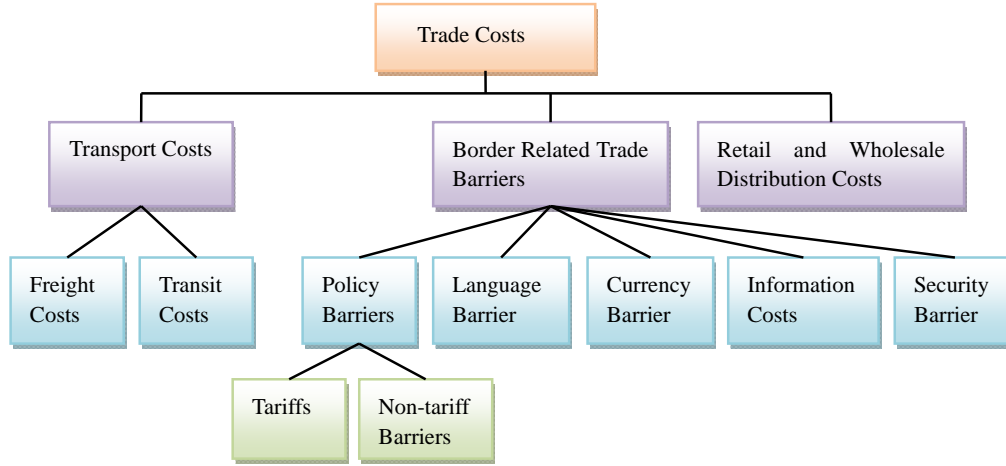 Trade Costs
Transport Costs
Border Related Trade
Barriers
Retail and Wholesale
Distribution Costs
Freight
Costs
Transit
Costs
Policy
Barriers
Language
Barrier
Currency
Barrier
Information
Costs
Security
Barrier
Tariffs
Non-tariff
Barriers